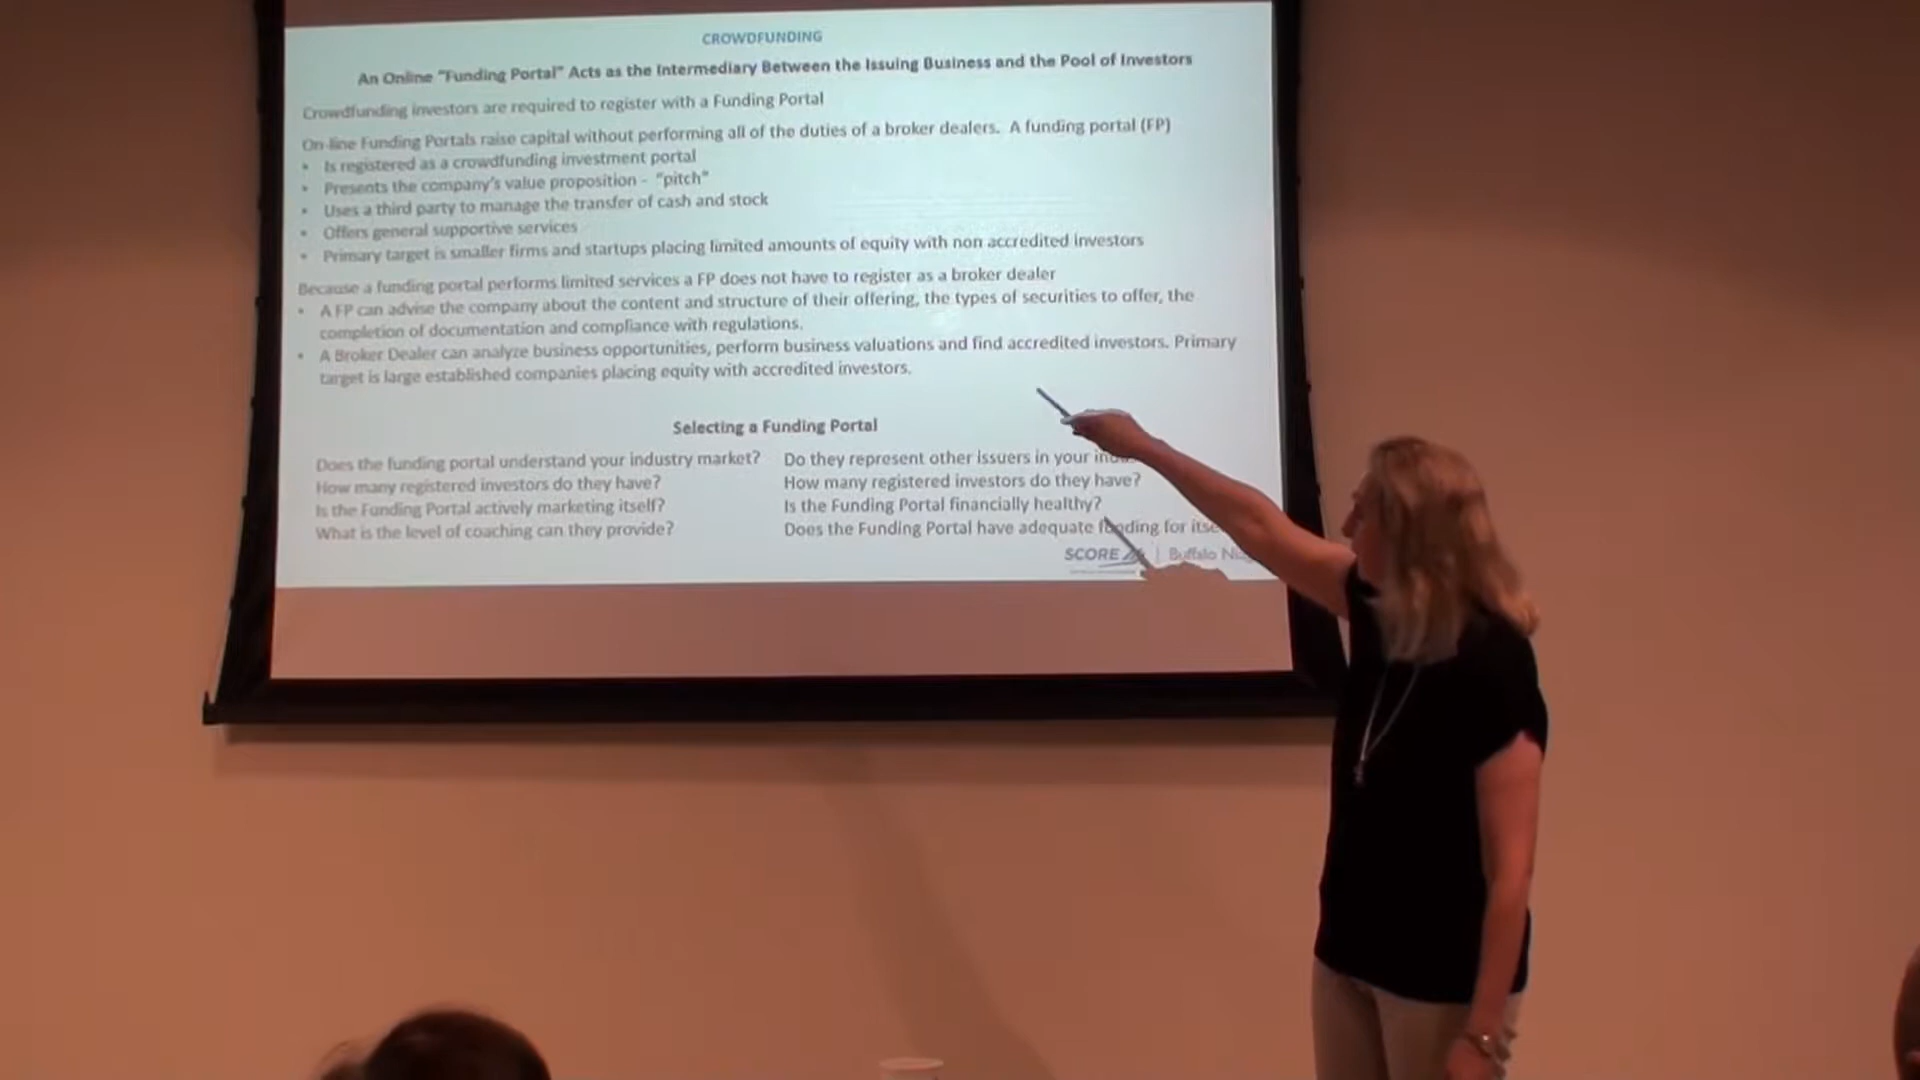 CROWDFUNDING
An Online "Funding Portal" Acts as the Intermediary Between the Issuing Business and the Pool of Investors
Crowdfunding investors are required to register with a Funding Portal
On-line Funding Portals raise capital without performing all of the duties of a broker dealers. A funding portal (FP)
• Is registered as a crowdfunding investment portal
• Presents the company's value proposition - "pitch"
• Uses a third party to manage the transfer of cash and stock
• Offers general supportive services
• Primary target is smaller firms and startups placing limited amounts of equity with non accredited investors
Because a funding portal performs limited services a FP does not have to register as a broker dealer
• A FP can advise the company about the content and structure of their offering, the types of securities to offer, the
completion of documentation and compliance with regulations.
• A Broker Dealer can analyze business opportunities, perform business valuations and find accredited investors. Primary
target is large established companies placing equity with accredited investors.
Selecting a Funding Portal
Does the funding portal understand your industry market? Do they represent other issuers in your
How many registered investors do they have? How many registered investors do they have?
Is the Funding Portal actively marketing itself? Is the Funding Portal financially healthy?
What is the level of coaching can they provide? Does the Funding Portal have adequate funding for
SCORE | Buffalo